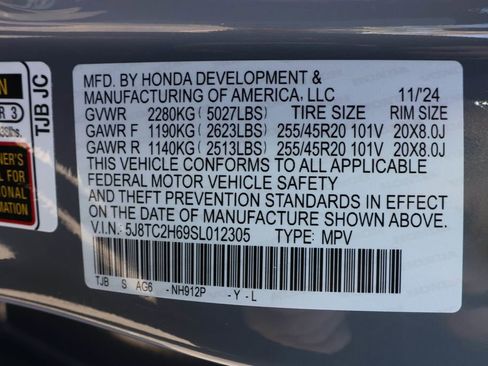 MFD. BY HONDA DEVELOPMENT &
MANUFACTURING OF AMERICA, LLC 11/'24
GVWR 2280KG (5027LBS) TIRE SIZE RIM SIZE
GAWR F 1190KG (2623LBS) 255/45R20 101V 20X8.0J
GAWR R 1140KG (2513LBS) 255/45R20 101V 20X8.0J
THIS VEHICLE CONFORMS TO ALL APPLICABLE
FEDERAL MOTOR VEHICLE SAFETY
AND THEFT PREVENTION STANDARDS IN EFFECT
ON THE DATE OF MANUFACTURE SHOWN ABOVE.
V.I.N.: 5J8TC2H69SL012305 TYPE: MPV
TJB S AG6 -NH912P -Y-L
TJB JC
R 3